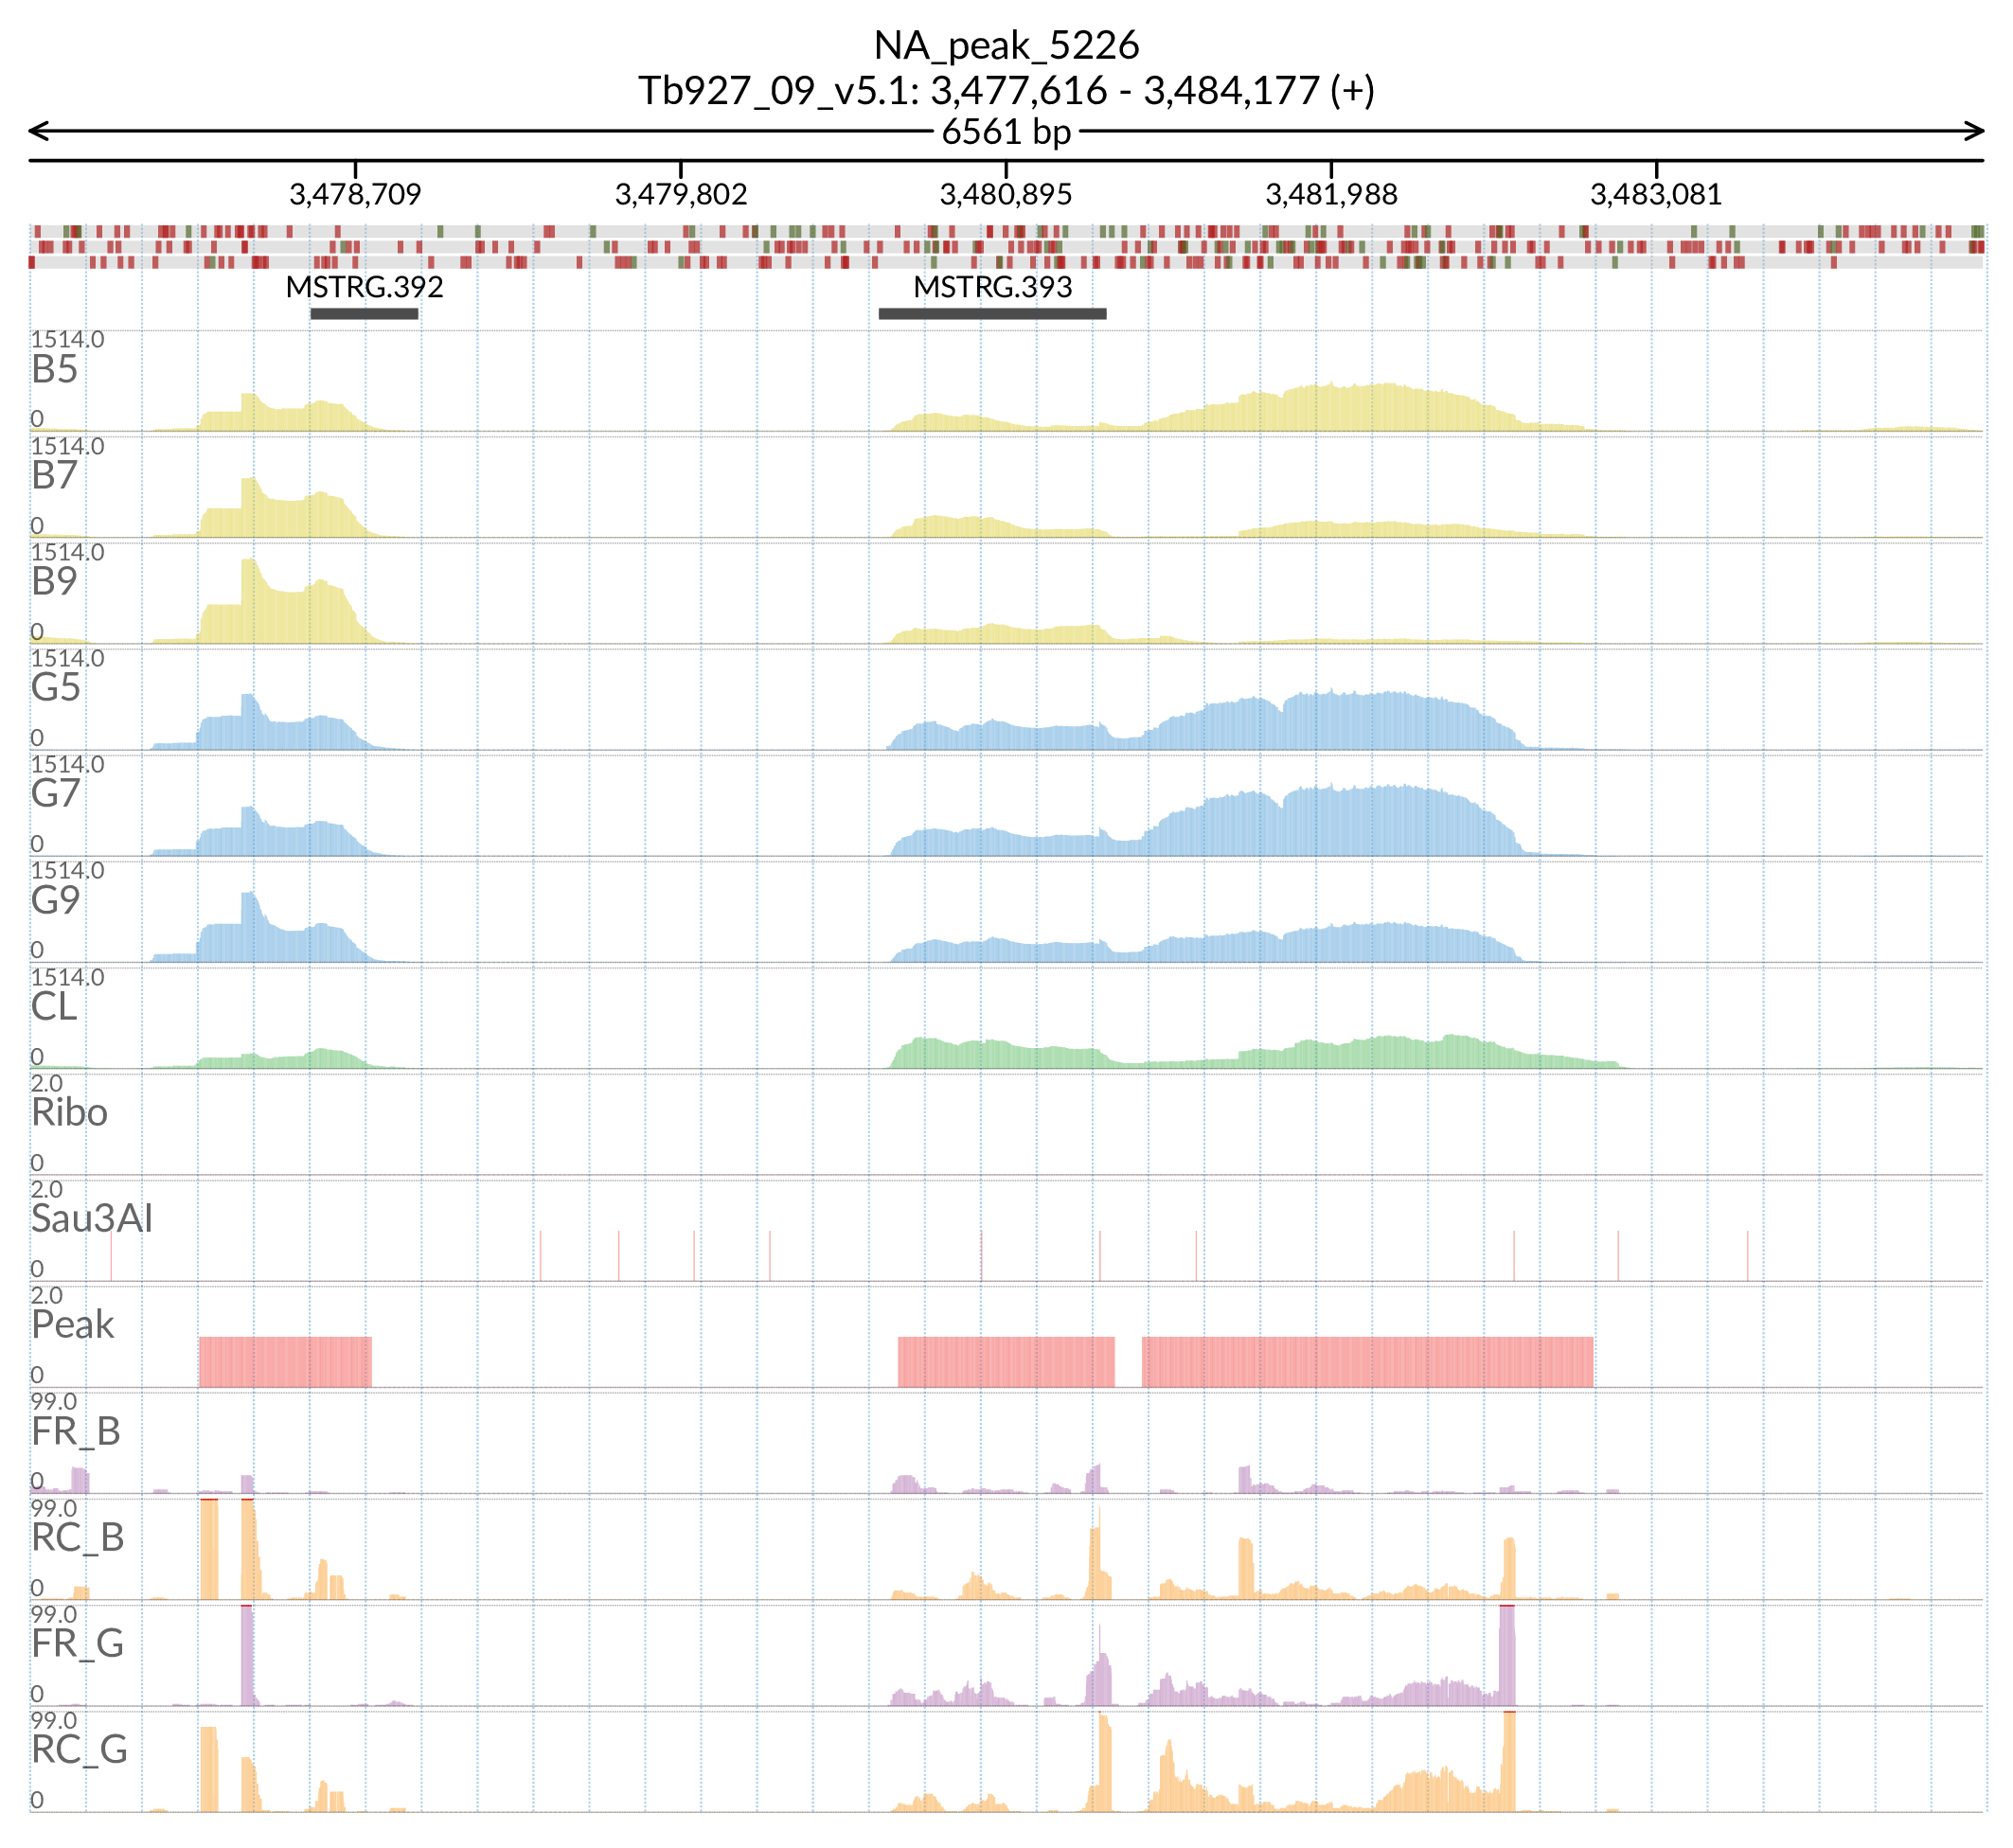 NA_peak_5226
Tb927_09_v5.1: 3,477,616 - 3,484,177 (+)
6561 bp
3,478,709 3,479,802 3,480,895 3,481,988 3,483,081
MSTRG.392 MSTRG.393
1514.0
B5
0
1514.0
B7
0
1514.0
B9
0
1514.0
G5
0
1514.0
G7
0
1514.0
G9
0
1514.0
CL
0
2.0
Ribo
0
2.0
Sau3AI
0
2.0
Peak
0
99.0
FR_B
0
99.0
RC_B
0
99.0
FR_G
0
99.0
RC_G
0